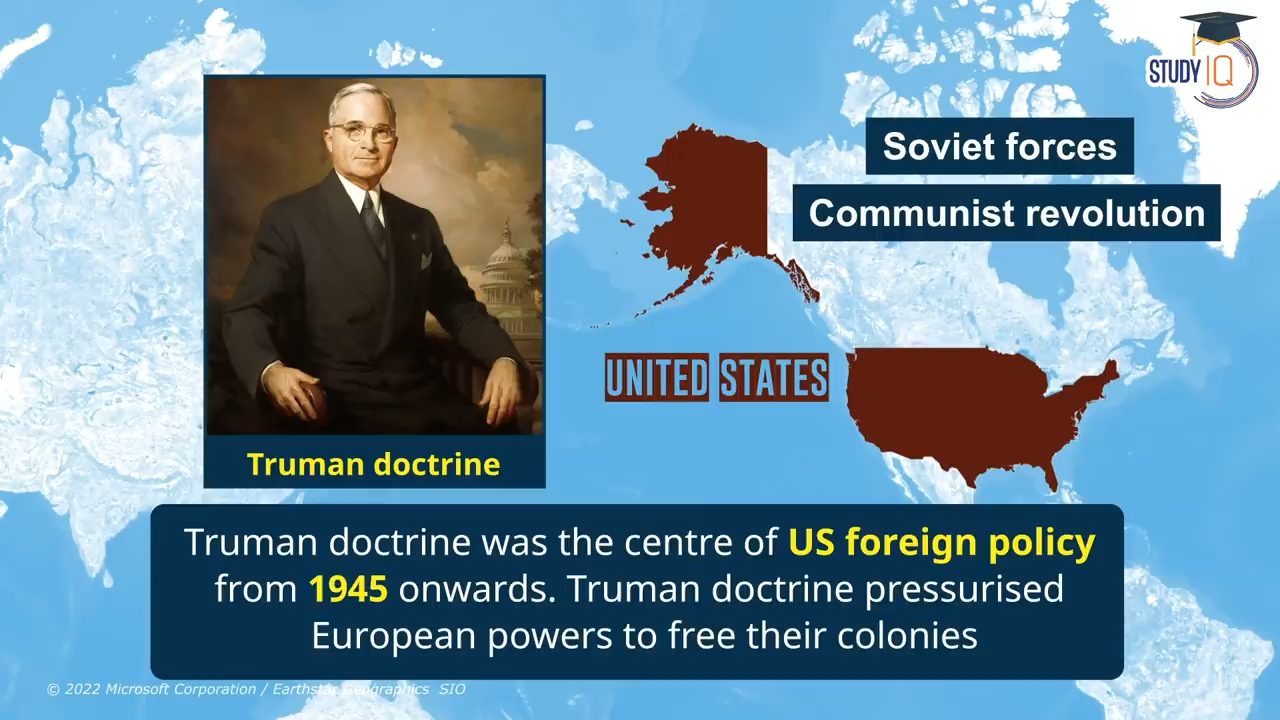 STUDY IQ
Soviet forces
Communist revolution
UNITED STATES
Truman doctrine
Truman doctrine was the centre of US foreign policy
from 1945 onwards. Truman doctrine pressurised
European powers to free their colonies
© 2022 Microsoft Corporation / Earthstar Geographics SIO